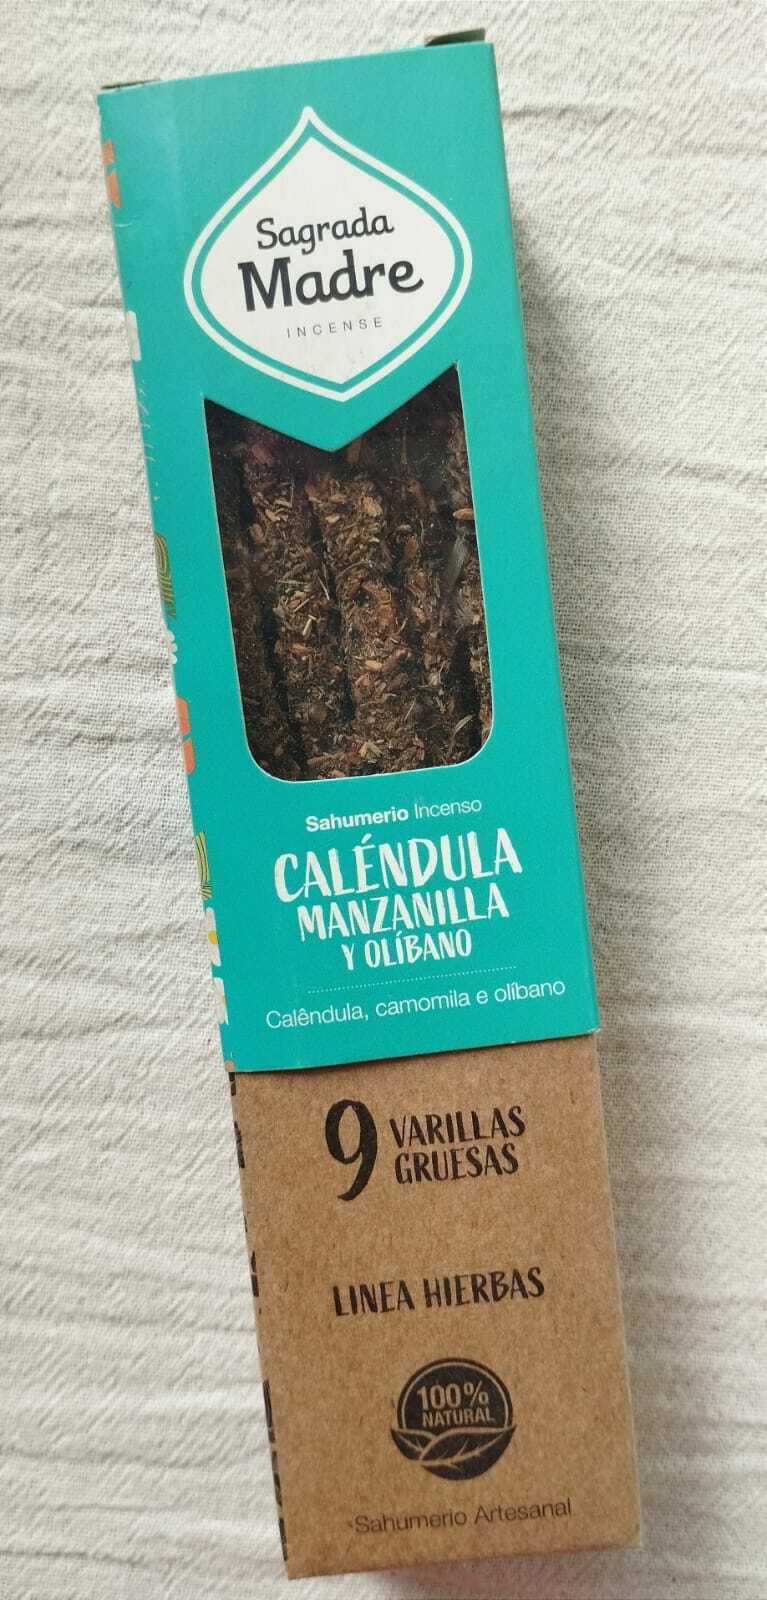 Sagrada
Madre
INCENSE
Sahumerio Incenso
CALÉNDULA
MANZANILLA
Y OLÍBANO
Calêndula, camomila e olíbano
9 VARILLAS
GRUESAS
LINEA HIERBAS
100%
NATURAL
Sahumerio Artesanal